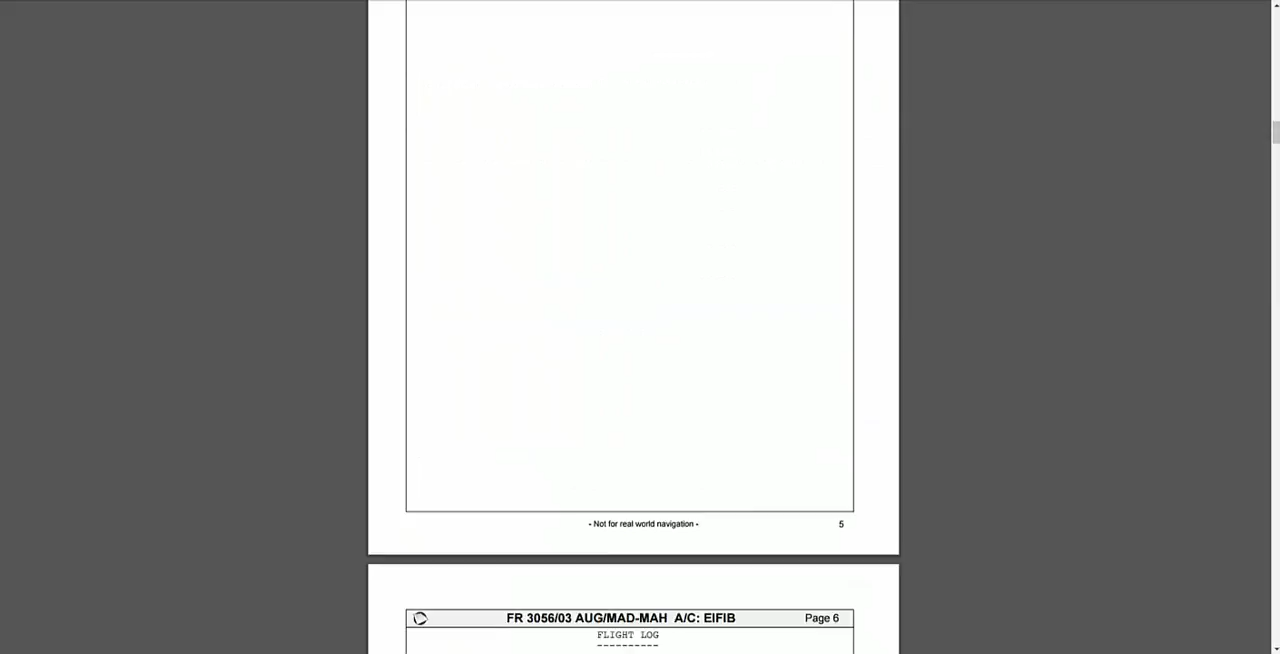 - Not for real world navigation - 5
FR 3056/03 AUG/MAD-MAH A/C: EIFIB Page 6
FLIGHT LOG
----------